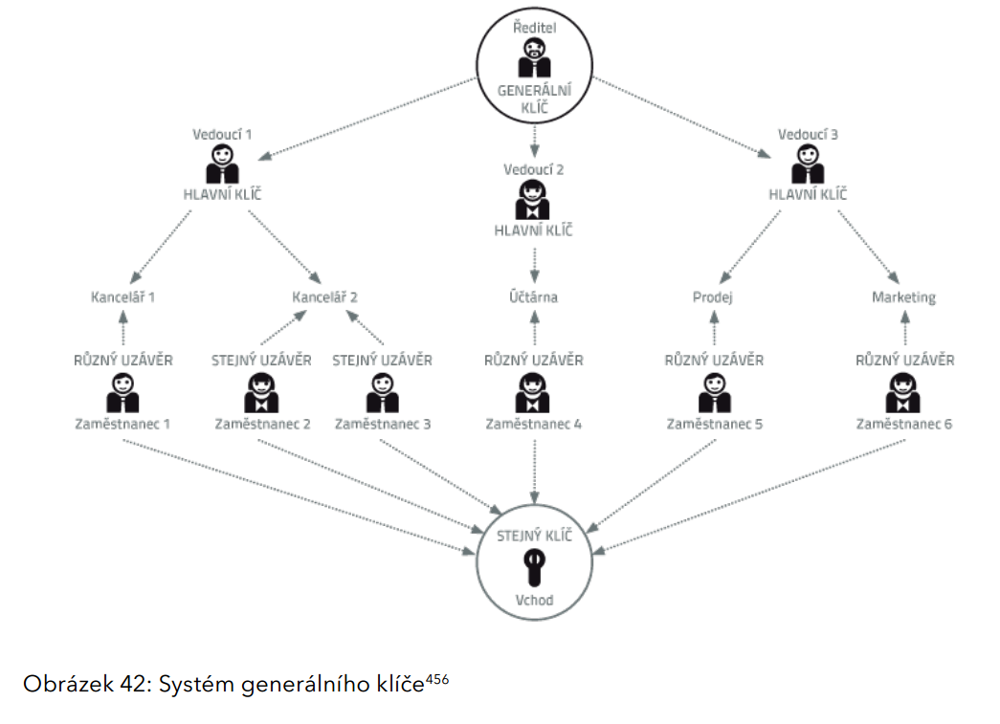 Ředitel
GENERÁLNÍ
KLÍČ
Vedoucí 1
HLAVNÍ KLÍČ
Vedoucí 2
HLAVNÍ KLÍČ
Vedoucí 3
HLAVNÍ KLÍČ
Kancelář 1
Kancelář 2
Účtárna
Prodej
Marketing
RŮZNÝ UZÁVĚR
STEJNÝ UZÁVĚR
STEJNÝ UZÁVĚR
RŮZNÝ UZÁVĚR
RŮZNÝ UZÁVĚR
RŮZNÝ UZÁVĚR
Zaměstnanec 1
Zaměstnanec 2
Zaměstnanec 3
Zaměstnanec 4
Zaměstnanec 5
Zaměstnanec 6
STEJNÝ KLÍČ
Vchod
Obrázek 42: Systém generálního klíče⁴⁵⁶